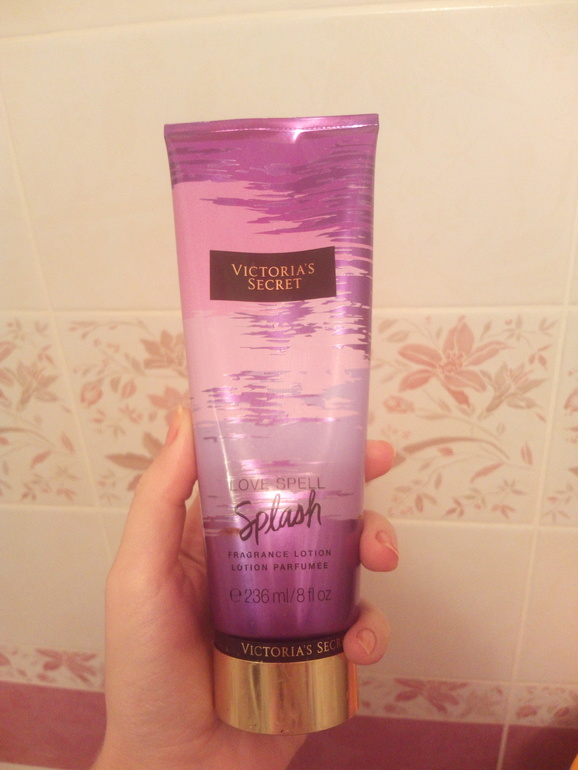 VICTORIA'S
SECRET
LOVE SPELL
Splash
FRAGRANCE LOTION
LOTION PARFUMÉE
℮ 236 ml/8 fl oz
VICTORIA'S SECR